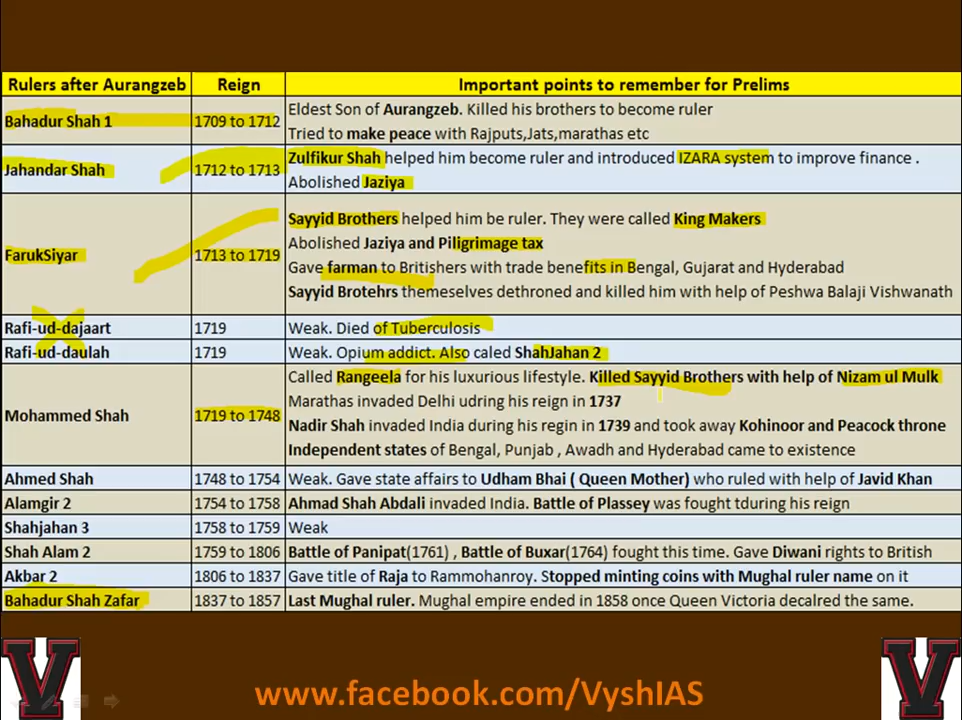 Rulers after Aurangzeb Reign Important points to remember for Prelims
Bahadur Shah 1 1709 to 1712 Eldest Son of Aurangzeb. Killed his brothers to become ruler
Tried to make peace with Rajputs,Jats,marathas etc
Jahandar Shah 1712 to 1713 Zulfikur Shah helped him become ruler and introduced IZARA system to improve finance .
Abolished Jaziya
FarukSiyar 1713 to 1719 Sayyid Brothers helped him be ruler. They were called King Makers
Abolished Jaziya and Piligrimage tax
Gave farman to Britishers with trade benefits in Bengal, Gujarat and Hyderabad
Sayyid Brotehrs themeselves dethroned and killed him with help of Peshwa Balaji Vishwanath
Rafi-ud-dajaart 1719 Weak. Died of Tuberculosis
Rafi-ud-daulah 1719 Weak. Opium addict. Also caled ShahJahan 2
Mohammed Shah 1719 to 1748 Called Rangeela for his luxurious lifestyle. Killed Sayyid Brothers with help of Nizam ul Mulk
Marathas invaded Delhi udring his reign in 1737
Nadir Shah invaded India during his regin in 1739 and took away Kohinoor and Peacock throne
Independent states of Bengal, Punjab , Awadh and Hyderabad came to existence
Ahmed Shah 1748 to 1754 Weak. Gave state affairs to Udham Bhai ( Queen Mother) who ruled with help of Javid Khan
Alamgir 2 1754 to 1758 Ahmad Shah Abdali invaded India. Battle of Plassey was fought tduring his reign
Shahjahan 3 1758 to 1759 Weak
Shah Alam 2 1759 to 1806 Battle of Panipat(1761) , Battle of Buxar(1764) fought this time. Gave Diwani rights to British
Akbar 2 1806 to 1837 Gave title of Raja to Rammohanroy. Stopped minting coins with Mughal ruler name on it
Bahadur Shah Zafar 1837 to 1857 Last Mughal ruler. Mughal empire ended in 1858 once Queen Victoria decalred the same.
V www.facebook.com/VyshIAS V